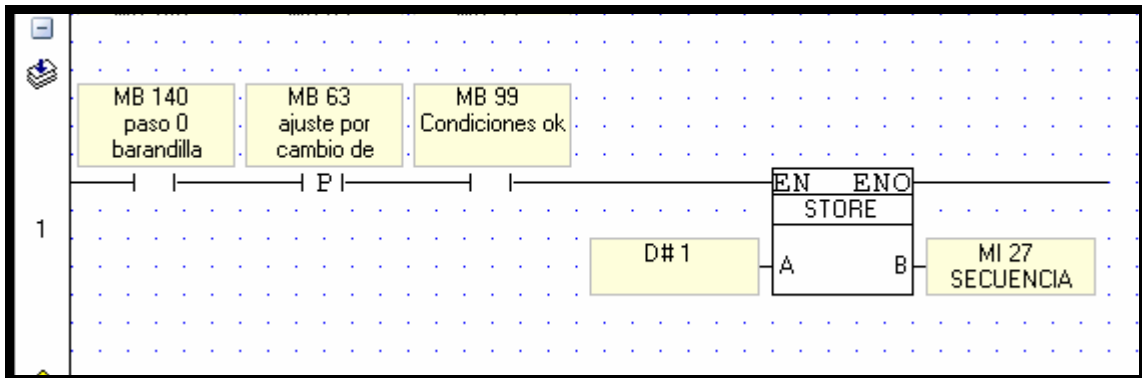 MB 140
paso 0
barandilla
MB 63
ajuste por
cambio de
MB 99
Condiciones ok
P
EN ENO
STORE
1
D# 1
A
B
MI 27
SECUENCIA